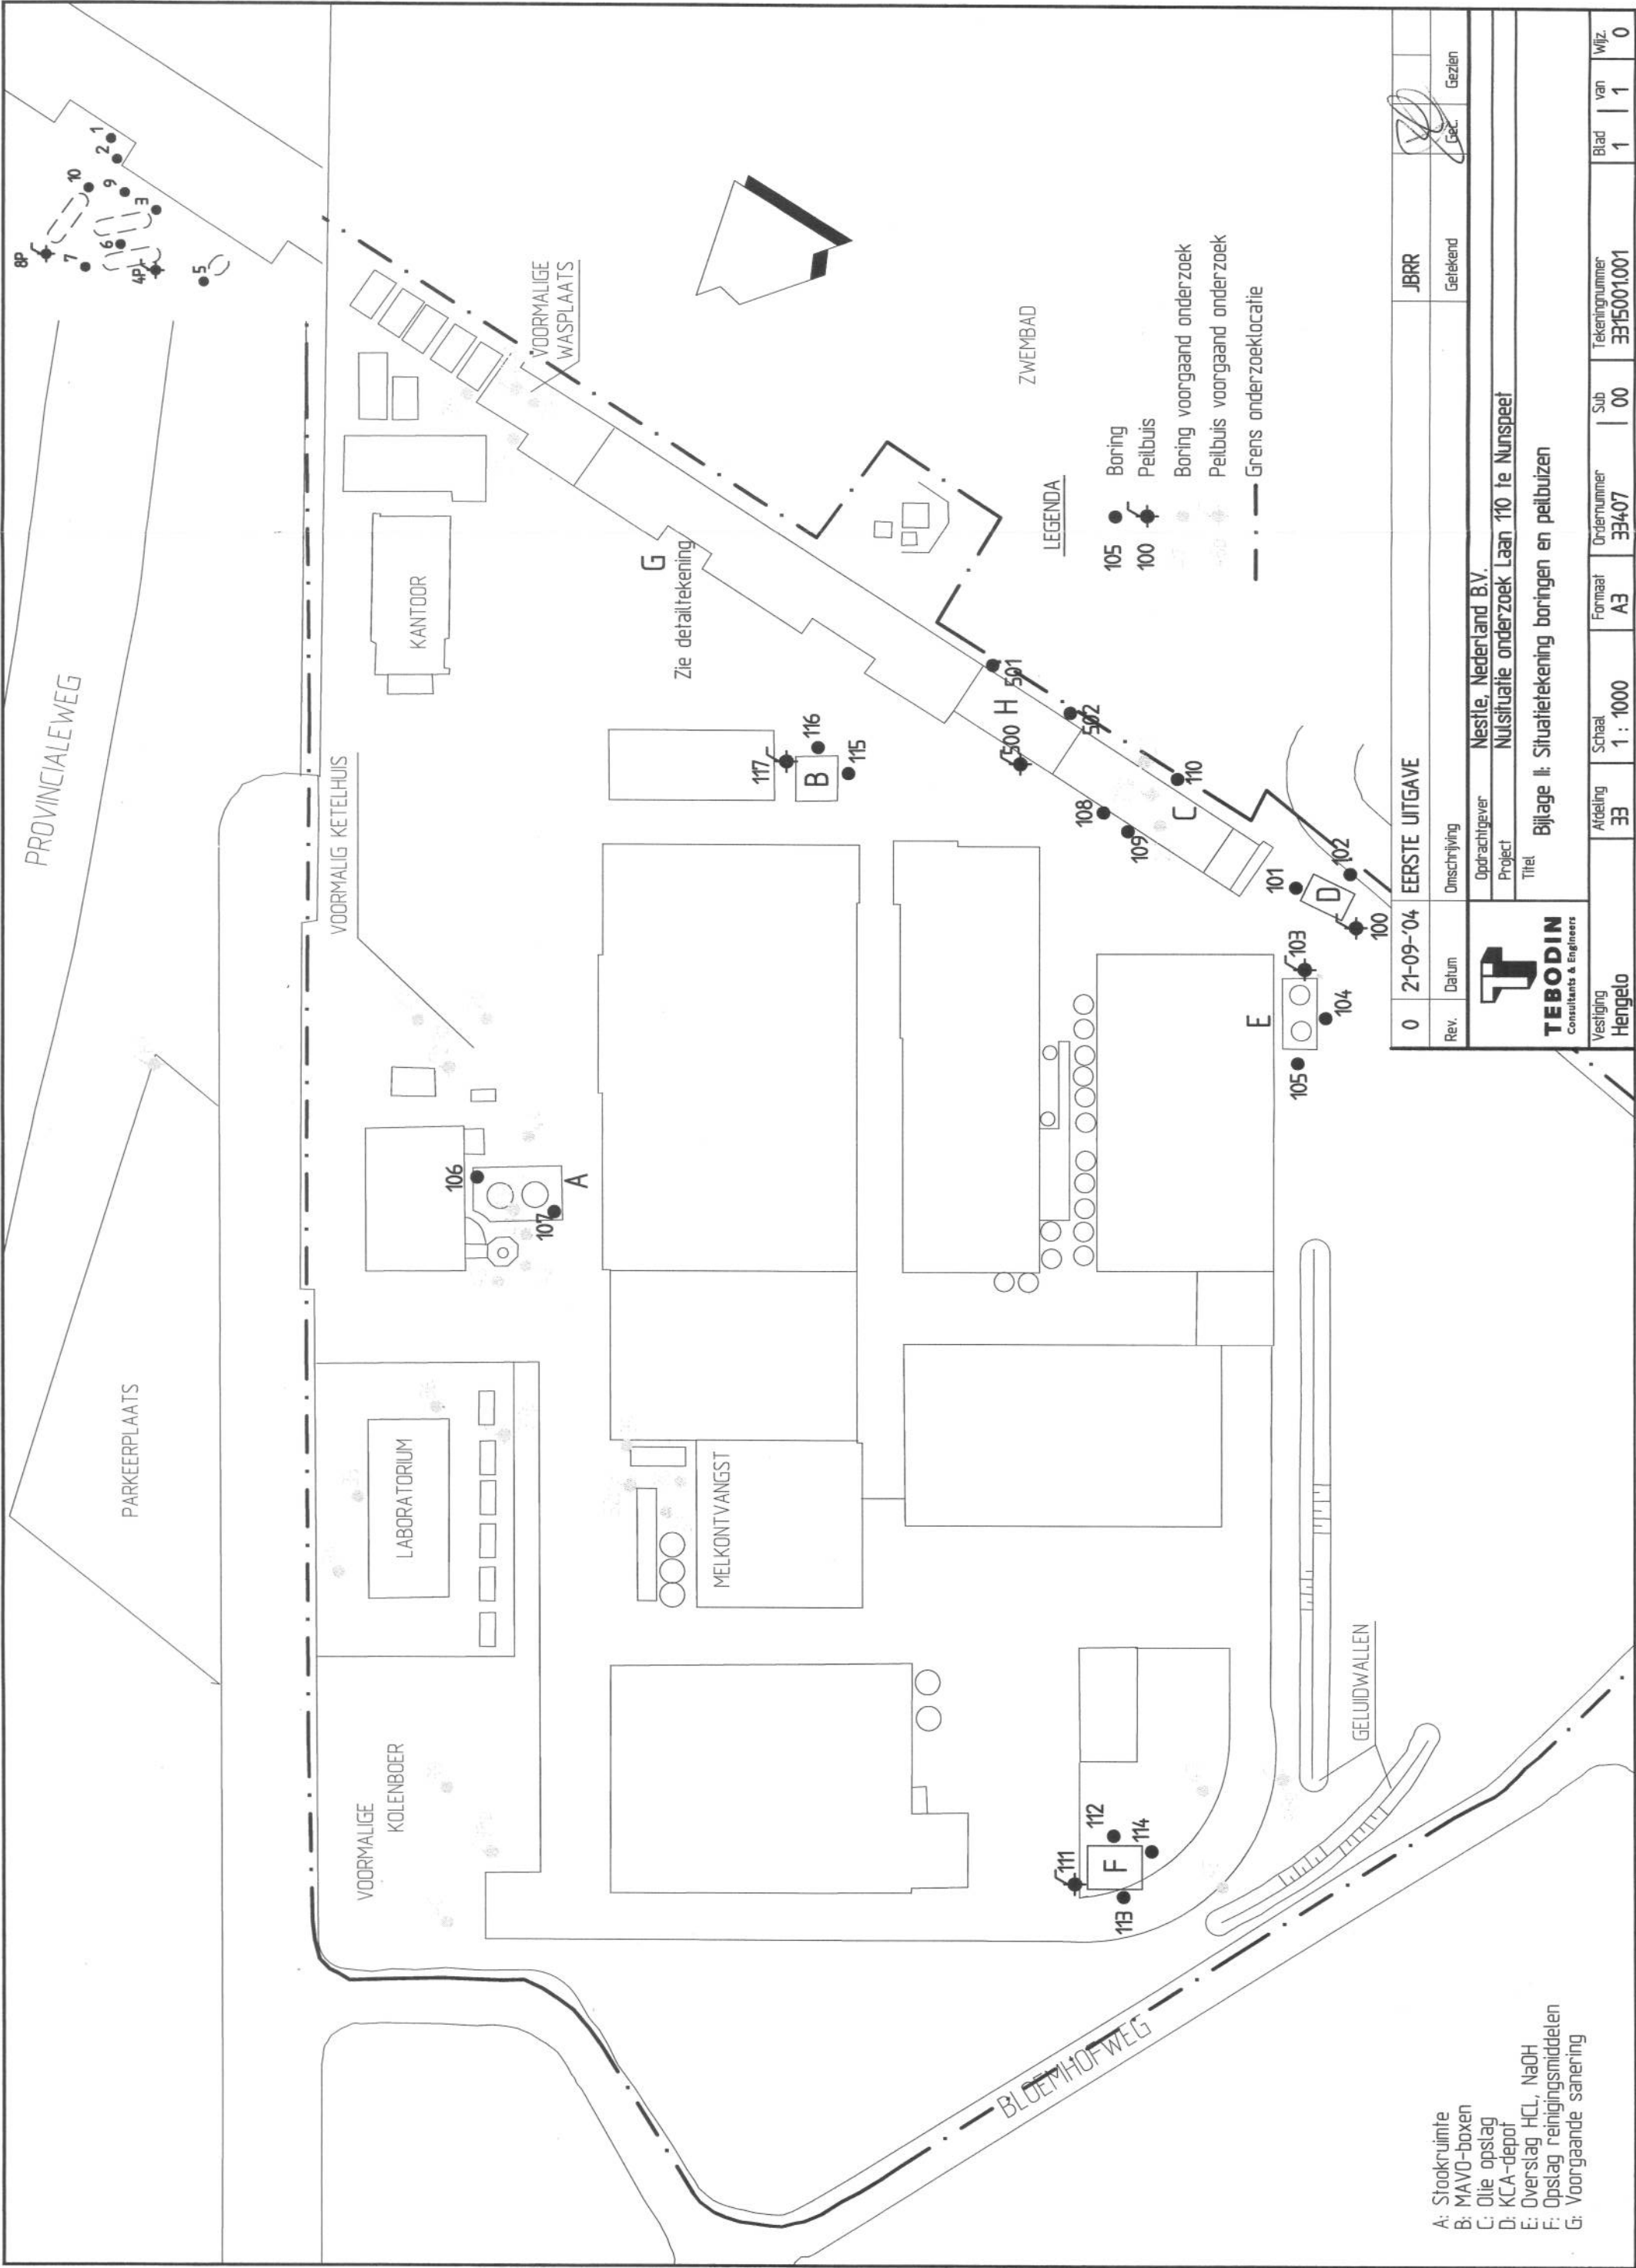 PROVINCIALEWEG
PARKEERPLAATS
8P
10
2
1
7
9
6
3
4P
5
VOORMALIG KETELHUIS
VOORMALIGE
WASPLAATS
KANTOOR
G
Zie detailtekening
LABORATORIUM
VOORMALIGE
KOLENBOER
106
107
A
117
116
B
115
ZWEMBAD
MELKONTVANGST
500
H
501
502
108
109
110
C
101
102
D
100
E
103
104
105
111
112
F
113
114
GELUIDWALLEN
BLOEMHOFWEG
LEGENDA
105 Boring
100 Peilbuis
Boring voorgaand onderzoek
Peilbuis voorgaand onderzoek
Grens onderzoeklocatie
A: Stookruimte
B: MAVO-boxen
C: Olie opslag
D: KCA-depot
E: Overslag HCL, NaOH
F: Opslag reinigingsmiddelen
G: Voorgaande sanering
0 21-09-'04 EERSTE UITGAVE JBRR
Rev. Datum Omschrijving Getekend Gec. Gezien
TEBODIN
Consultants & Engineers
Opdrachtgever Nestle, Nederland B.V.
Project Nulsituatie onderzoek Laan 110 te Nunspeet
Titel Bijlage II: Situatietekening boringen en peilbuizen
Vestiging Afdeling Schaal Formaat Ordernummer Sub Tekeningnummer Blad van Wijz.
Hengelo 33 1 : 1000 A3 33407 00 3315001.001 1 1 0